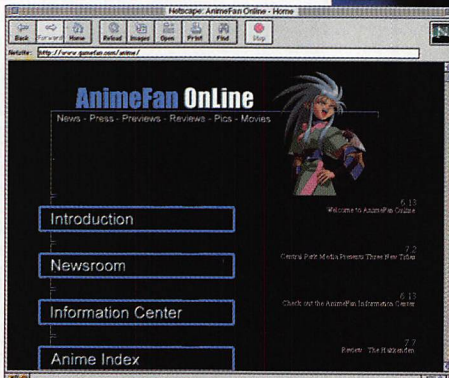 Netscape: AnimeFan Online - Home
Back Forward Home Reload Images Open Print Find Stop
N
Netsite: http://www.gamefan.com/anime/
AnimeFan OnLine
News - Press - Previews - Reviews - Pics - Movies
6.13
Welcome to AnimeFan Online
Introduction
7.2
Central Park Media Presents Three New Titles
Newsroom
6.13
Check out the AnimeFan Information Center
Information Center
7.7
Review: The Hakkenden
Anime Index